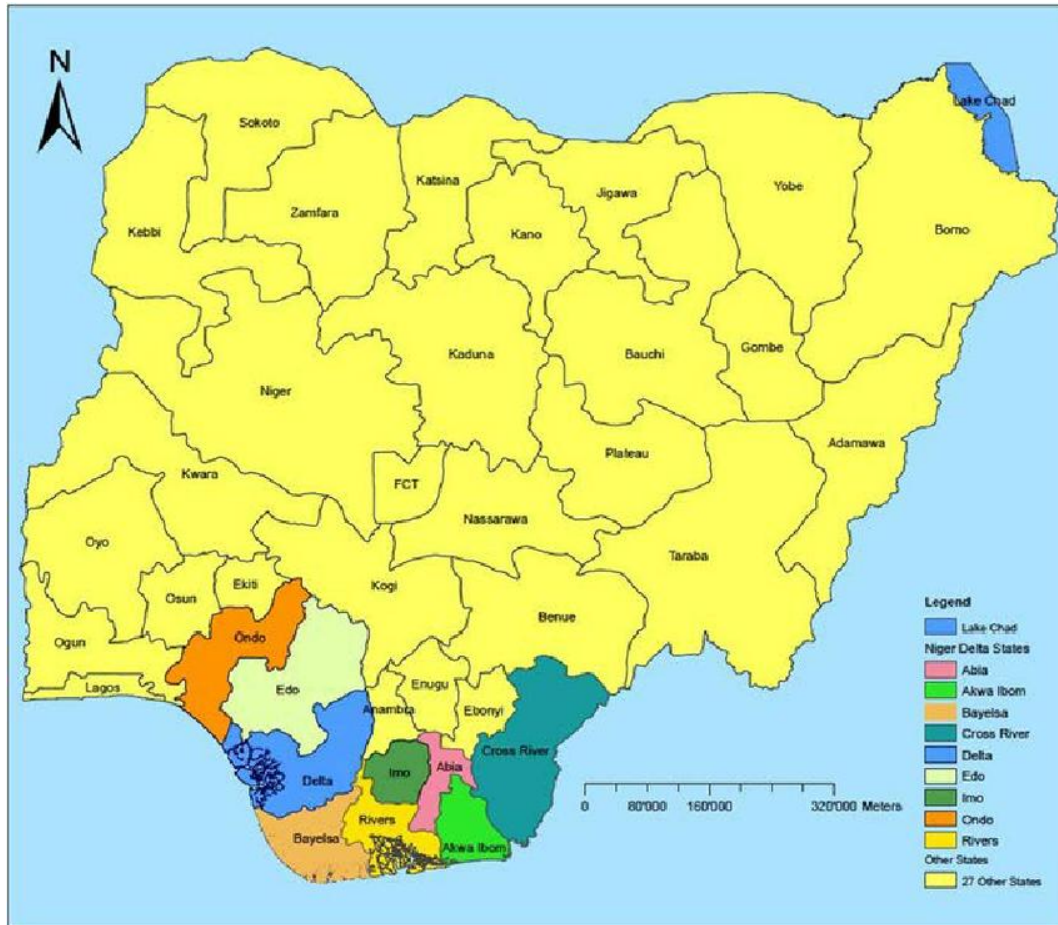 N
Lake Chad
Sokoto
Katsina
Yobe
Jigawa
Zamfara
Kebbi
Kano
Borno
Kaduna
Bauchi
Gombe
Niger
Adamawa
Plateau
Kwara
FCT
Nassarawa
Oyo
Taraba
Ekiti
Kogi
Osun
Benue
Ondo
Ogun
Enugu
Lagos
Edo
Anambra
Ebonyi
Cross River
Imo
Abia
Delta
Rivers
Bayelsa
Akwa Ibom
0 80'000 160'000 320'000 Meters
Legend
Lake Chad
Niger Delta States
Abia
Akwa Ibom
Bayelsa
Cross River
Delta
Edo
Imo
Ondo
Rivers
Other States
27 Other States